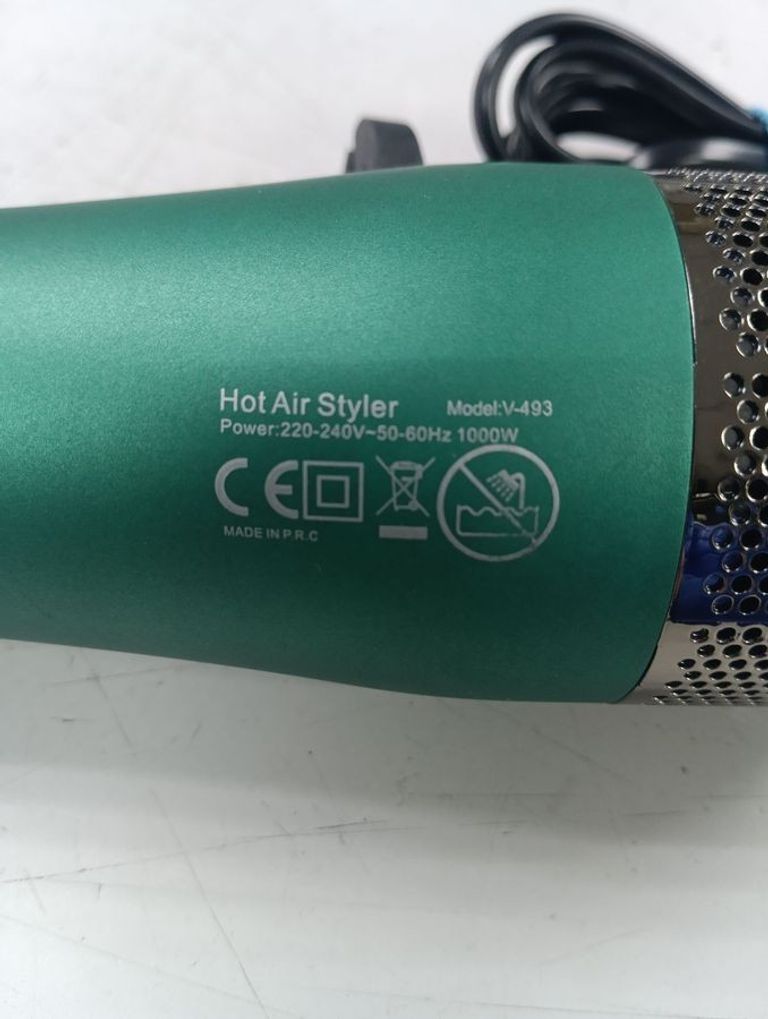 Hot Air Styler Model:V-493
Power:220-240V~50-60Hz 1000W
CE
MADE IN P.R.C